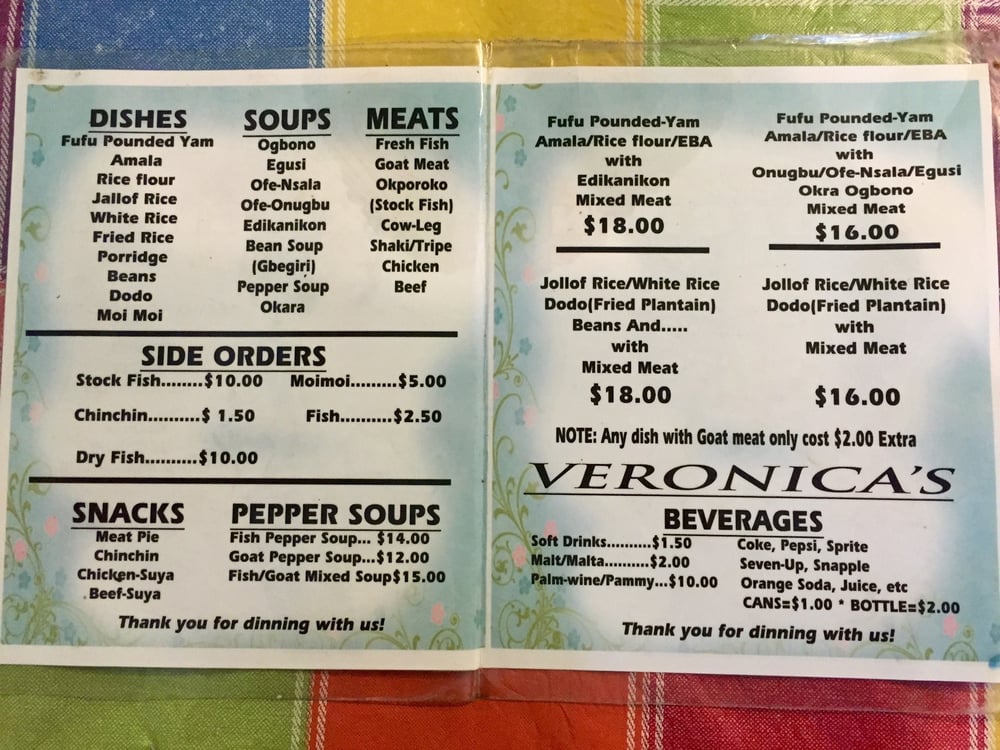 DISHES
Fufu Pounded Yam
Amala
Rice flour
Jallof Rice
White Rice
Fried Rice
Porridge
Beans
Dodo
Moi Moi
SOUPS
Ogbono
Egusi
Ofe-Nsala
Ofe-Onugbu
Edikanikon
Bean Soup
(Gbegiri)
Pepper Soup
Okara
MEATS
Fresh Fish
Goat Meat
Okporoko
(Stock Fish)
Cow-Leg
Shaki/Tripe
Chicken
Beef
SIDE ORDERS
Stock Fish........$10.00 Moimoi.........$5.00
Chinchin..........$ 1.50 Fish..........$2.50
Dry Fish..........$10.00
SNACKS
Meat Pie
Chinchin
Chicken-Suya
Beef-Suya
PEPPER SOUPS
Fish Pepper Soup... $14.00
Goat Pepper Soup...$12.00
Fish/Goat Mixed Soup$15.00
Thank you for dinning with us!
Fufu Pounded-Yam
Amala/Rice flour/EBA
with
Edikanikon
Mixed Meat
$18.00
Fufu Pounded-Yam
Amala/Rice flour/EBA
with
Onugbu/Ofe-Nsala/Egusi
Okra Ogbono
Mixed Meat
$16.00
Jollof Rice/White Rice
Dodo(Fried Plantain)
Beans And.....
with
Mixed Meat
$18.00
Jollof Rice/White Rice
Dodo(Fried Plantain)
with
Mixed Meat
$16.00
NOTE: Any dish with Goat meat only cost $2.00 Extra
VERONICA'S
BEVERAGES
Soft Drinks..........$1.50
Malt/Malta..........$2.00
Palm-wine/Pammy...$10.00
Coke, Pepsi, Sprite
Seven-Up, Snapple
Orange Soda, Juice, etc
CANS=$1.00 * BOTTLE=$2.00
Thank you for dinning with us!